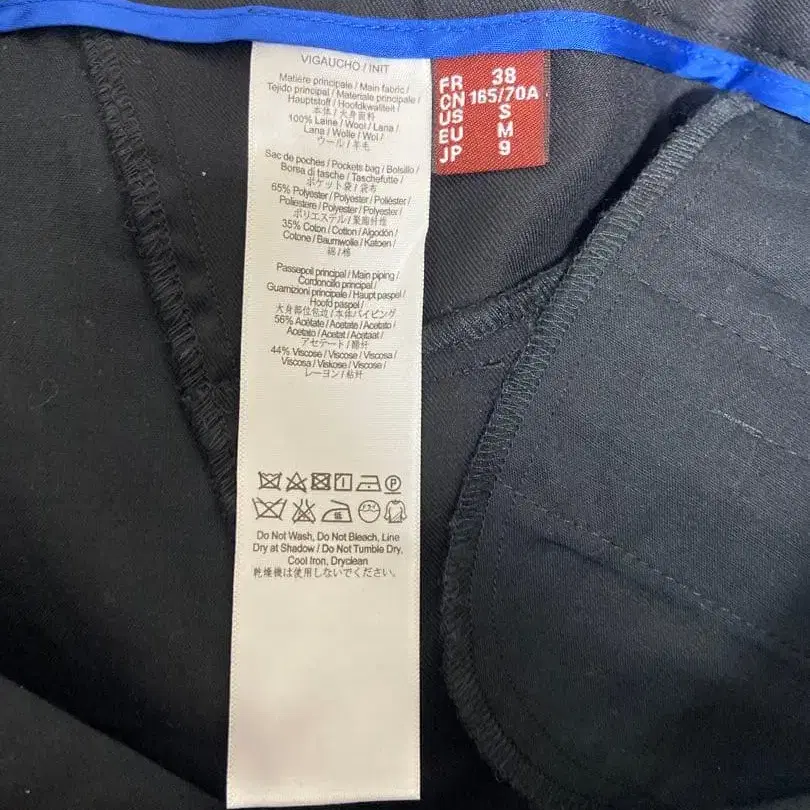 VIGAUCHO / INIT
Matière principale / Main fabric /
Tejido principal / Materiale principale /
Hauptstoff / Hoofdkwaliteit /
本体 / 大身面料
100% Laine / Wool / Lana /
Lana / Wolle / Wol /
ウール / 羊毛
Sac de poches / Pockets bag / Bolsillo /
Borsa di tasche / Taschefutte /
ポケット袋 / 袋布
65% Polyester / Polyester / Poliéster /
Poliestere / Polyester / Polyester /
ポリエステル / 聚酯纤维
35% Coton / Cotton / Algodón /
Cotone / Baumwolle / Katoen /
綿 / 棉
Passepoil principal / Main piping /
Cordoncillo principal /
Guarnizioni principale / Haupt paspel /
Hoofd paspel /
大身部位包边 / 本体パイピング
56% Acétate / Acetate / Acetato /
Acetato / Acetat / Acetaat /
アセテート / 醋纤
44% Viscose / Viscose / Viscosa /
Viscosa / Viskose / Viscose /
レーヨン / 粘纤
Do Not Wash, Do Not Bleach, Line
Dry at Shadow / Do Not Tumble Dry,
Cool Iron, Dryclean
乾燥機は使用しないでください。
FR 38
CN 165/70A
US S
EU M
JP 9